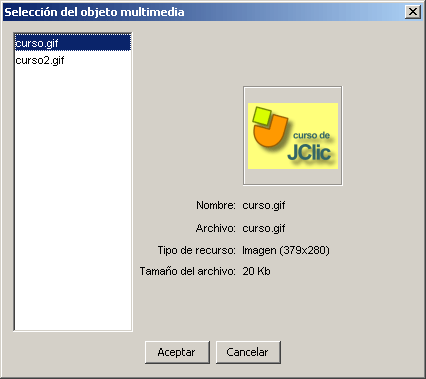 Selección del objeto multimedia
curso.gif
curso2.gif
curso de
JClic
Nombre: curso.gif
Archivo: curso.gif
Tipo de recurso: Imagen (379x280)
Tamaño del archivo: 20 Kb
Aceptar Cancelar